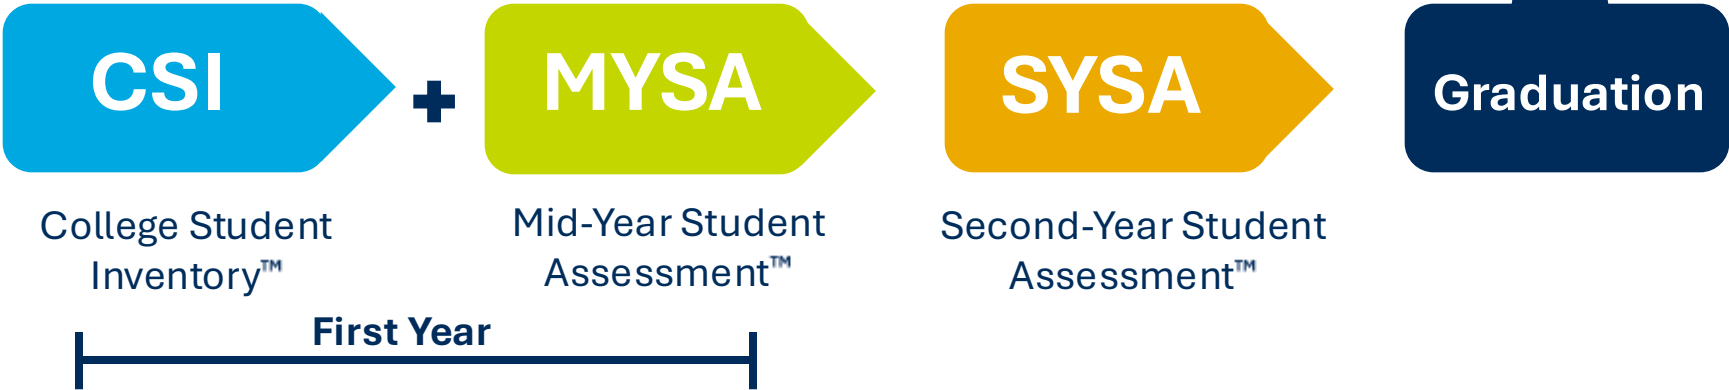 CSI
+
MYSA
SYSA
Graduation
College Student
Inventory™
Mid-Year Student
Assessment™
Second-Year Student
Assessment™
First Year